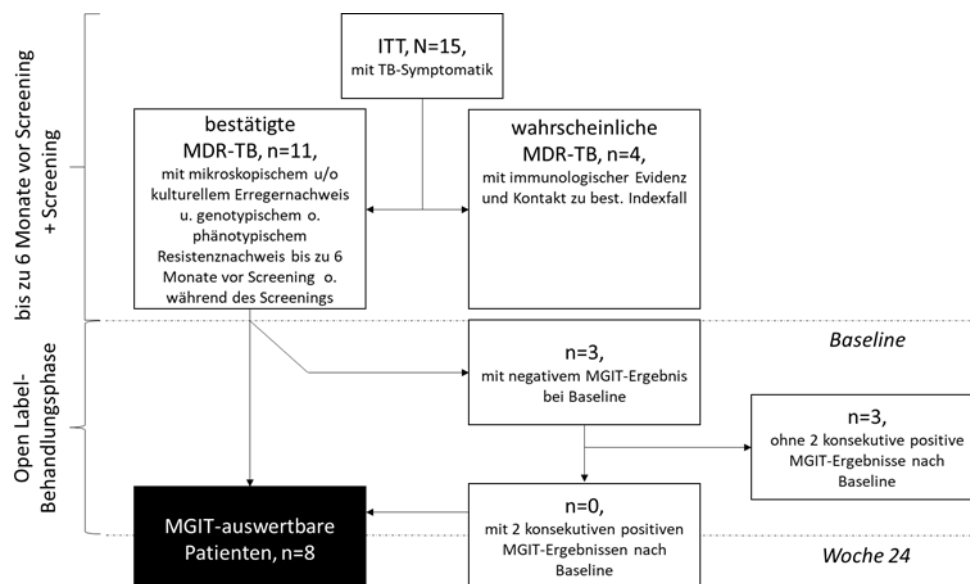 ITT, N=15,
mit TB-Symptomatik
bis zu 6 Monate vor Screening
+ Screening
bestätigte
MDR-TB, n=11,
mit mikroskopischem u/o
kulturellem Erregernachweis
u. genotypischem o.
phänotypischem
Resistenznachweis bis zu 6
Monate vor Screening o.
während des Screenings
wahrscheinliche
MDR-TB, n=4,
mit immunologischer Evidenz
und Kontakt zu best. Indexfall
Baseline
Open Label-
Behandlungsphase
n=3,
mit negativem MGIT-Ergebnis
bei Baseline
n=3,
ohne 2 konsekutive positive
MGIT-Ergebnisse nach
Baseline
MGIT-auswertbare
Patienten, n=8
n=0,
mit 2 konsekutiven positiven
MGIT-Ergebnissen nach
Baseline
Woche 24